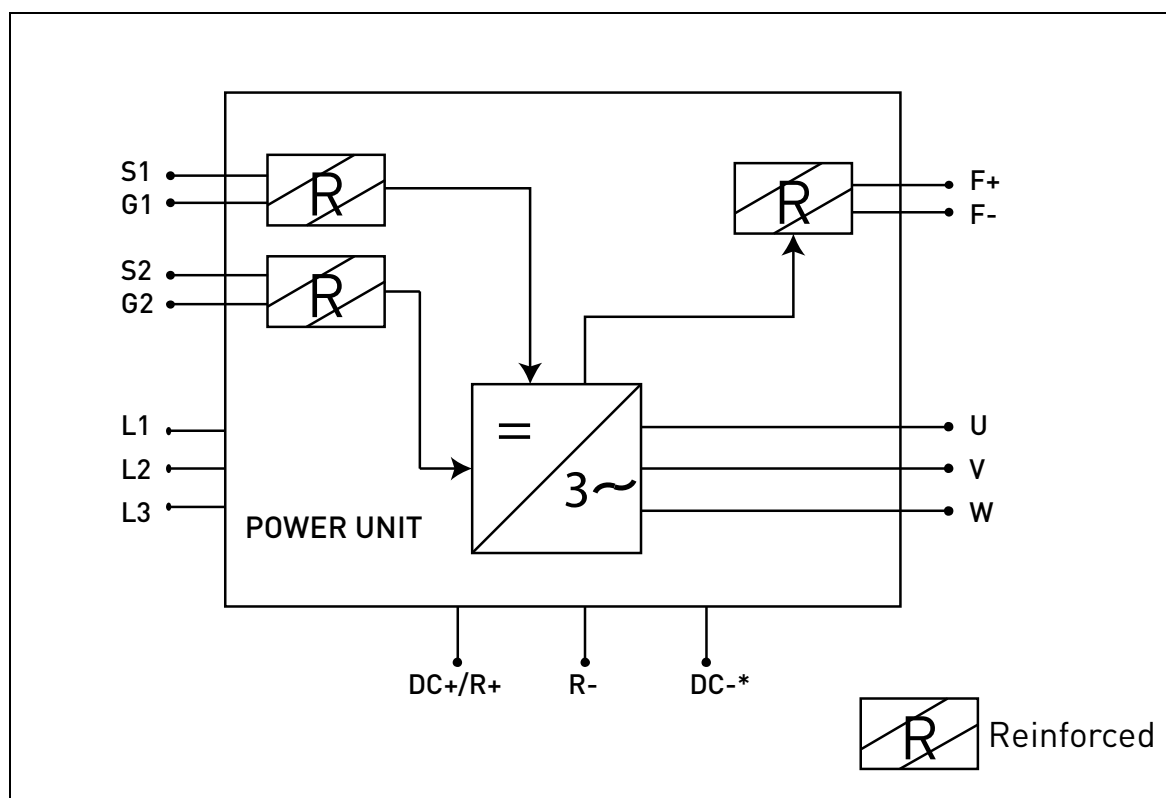 S1
G1
R
S2
G2
R
R
F+
F-
L1
L2
L3
POWER UNIT
=
3~
U
V
W
DC+/R+
R-
DC-*
R
Reinforced